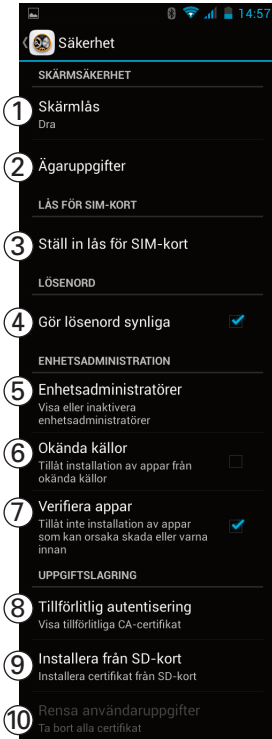 14:57
Säkerhet
SKÄRMSÄKERHET
1 Skärmlås
Dra
2 Ägaruppgifter
LÅS FÖR SIM-KORT
3 Ställ in lås för SIM-kort
LÖSENORD
4 Gör lösenord synliga
ENHETSADMINISTRATION
5 Enhetsadministratörer
Visa eller inaktivera
enhetsadministratörer
6 Okända källor
Tillåt installation av appar från
okända källor
7 Verifiera appar
Tillåt inte installation av appar
som kan orsaka skada eller varna
innan
UPPGIFTSLAGRING
8 Tillförlitlig autentisering
Visa tillförlitliga CA-certifikat
9 Installera från SD-kort
Installera certifikat från SD-kort
10 Rensa användaruppgifter
Ta bort alla certifikat